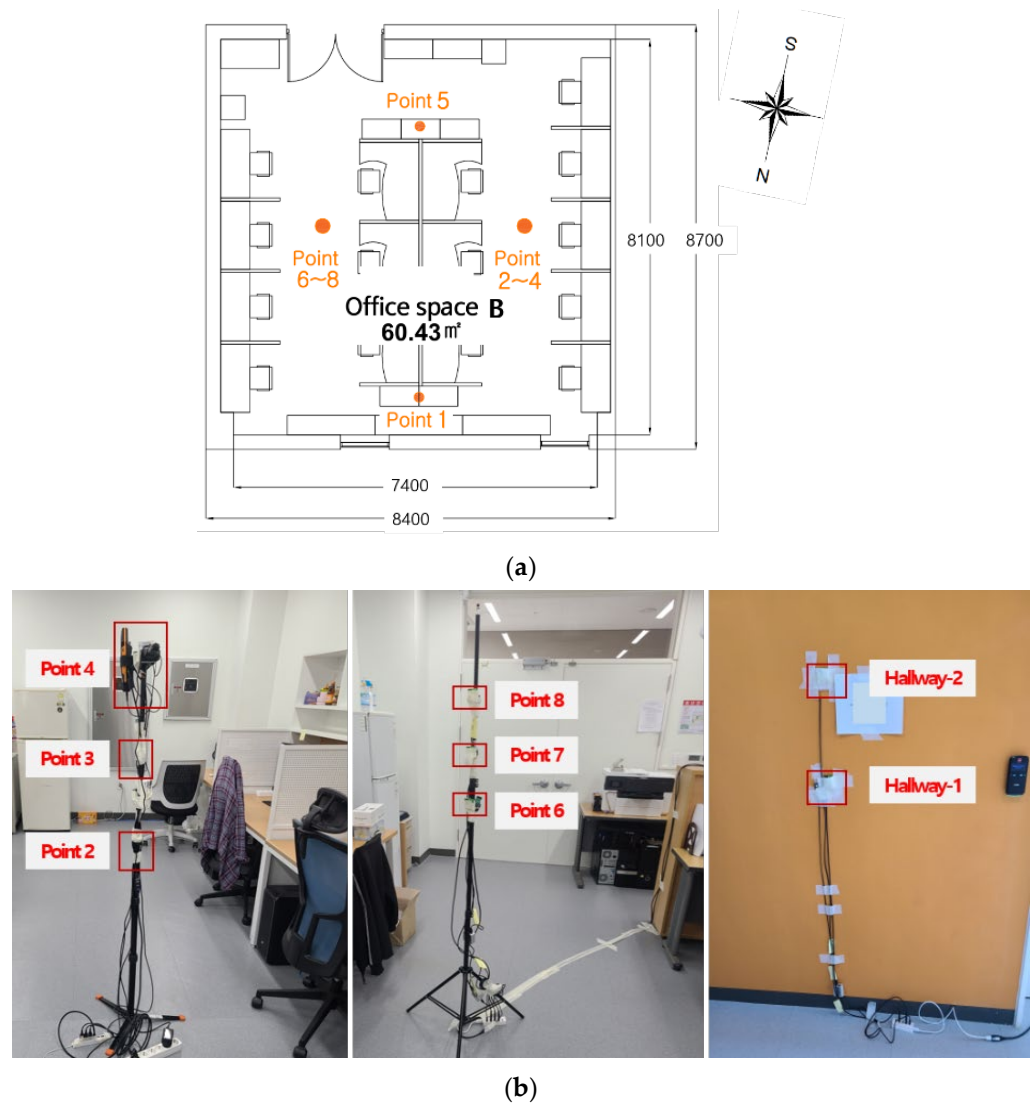 S
N
Point 5
8100
8700
Point
6~8
Point
2~4
Office space B
60.43㎡
Point 1
7400
8400
(a)
Point 4
Point 3
Point 2
Point 8
Point 7
Point 6
Hallway-2
Hallway-1
(b)